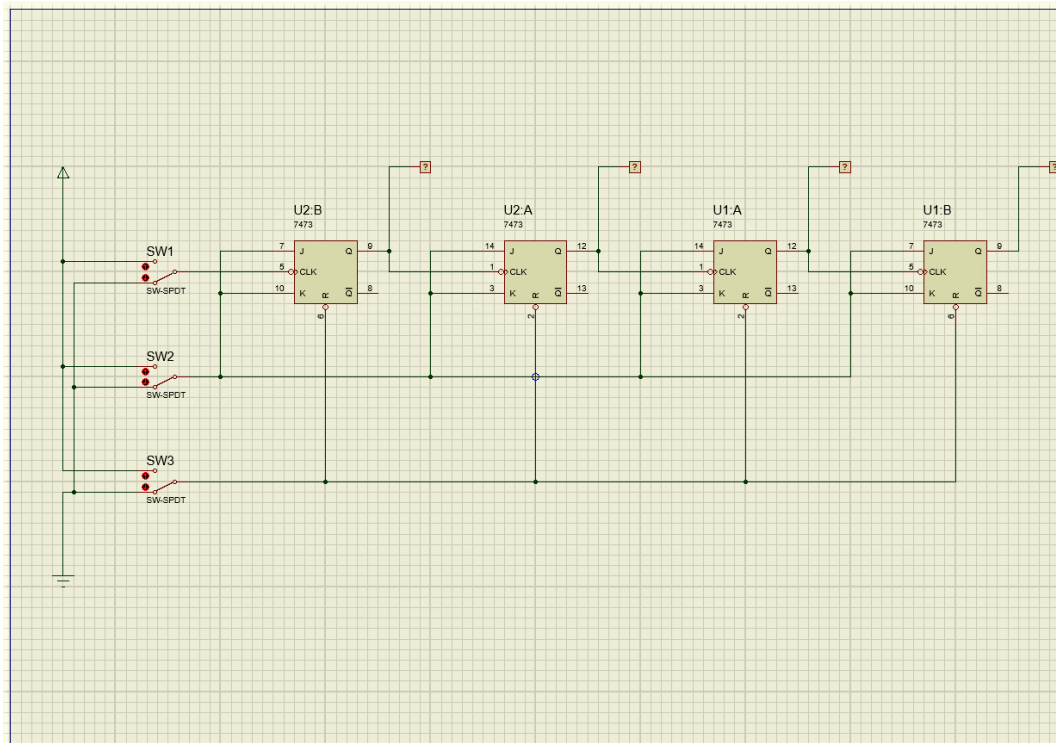 ? ? ? ?
U2:B U2:A U1:A U1:B
7473 7473 7473 7473
SW1
SW-SPDT
7 J Q 9 14 J Q 12 14 J Q 12 7 J Q 9
5 CLK 1 CLK 1 CLK 5 CLK
10 K R Q 8 3 K R Q 13 3 K R Q 13 10 K R Q 8
6 2 2 6
SW2
SW-SPDT
SW3
SW-SPDT